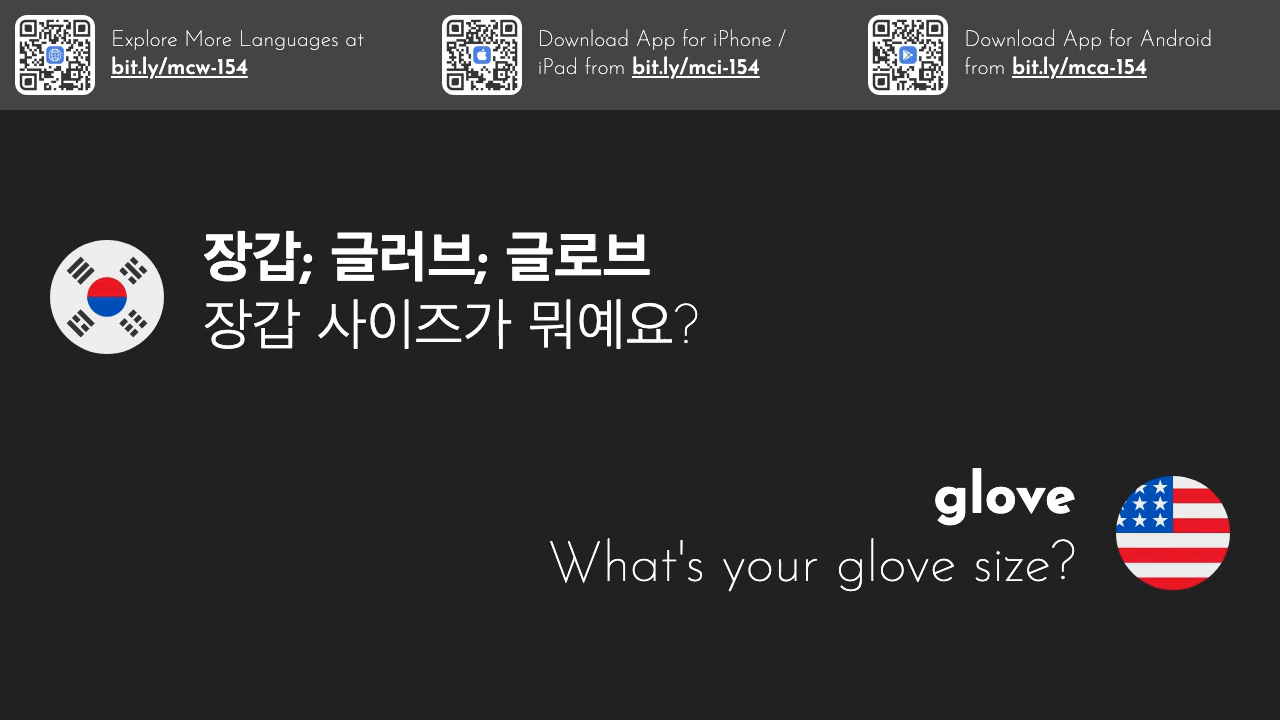 Explore More Languages at
bit.ly/mcw-154
Download App for iPhone /
iPad from bit.ly/mci-154
Download App for Android
from bit.ly/mca-154
장갑; 글러브; 글로브
장갑 사이즈가 뭐예요?
glove
What's your glove size?